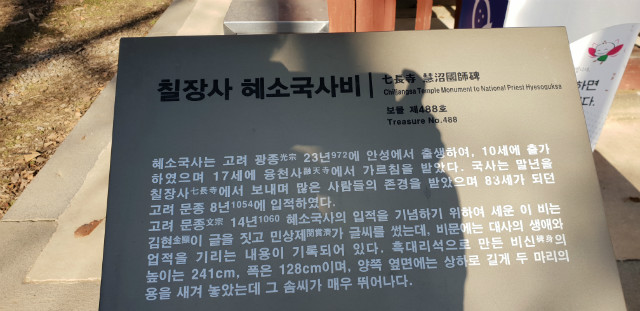 칠장사 혜소국사비
七長寺 慧沼國師碑
Chiljangsa Temple Monument to National Priest Hyesoguksa
보물 제488호
Treasure No.488
혜소국사는 고려 광종光宗 23년972에 안성에서 출생하여, 10세에 출가
하였으며 17세에 융천사融天寺에서 가르침을 받았다. 국사는 말년을
칠장사七長寺에서 보내며 많은 사람들의 존경을 받았으며 83세가 되던
고려 문종 8년1054에 입적하였다.
고려 문종文宗 14년1060 혜소국사의 입적을 기념하기 위하여 세운 이 비는
김현金顯이 글을 짓고 민상제閔賞濟가 글씨를 썼는데, 비문에는 대사의 생애와
업적을 기리는 내용이 기록되어 있다. 흑대리석으로 만든 비신碑身의
높이는 241cm, 폭은 128cm이며, 양쪽 옆면에는 상하로 길게 두 마리의
용을 새겨 놓았는데 그 솜씨가 매우 뛰어나다.
하면